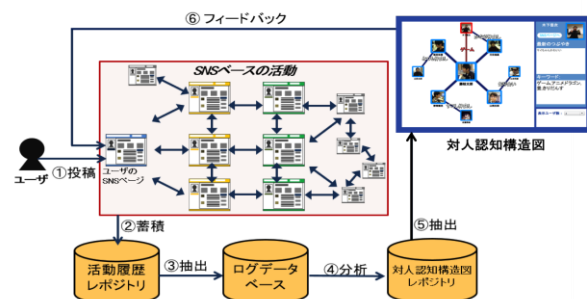 ⑥ フィードバック
SNSベースの活動
ゲーム
キーワード
対人認知構造図
ユーザ
①投稿
ユーザの
SNSページ
②蓄積
⑤抽出
活動履歴
レポジトリ
③抽出
ログデータ
ベース
④分析
対人認知構造図
レポジトリ